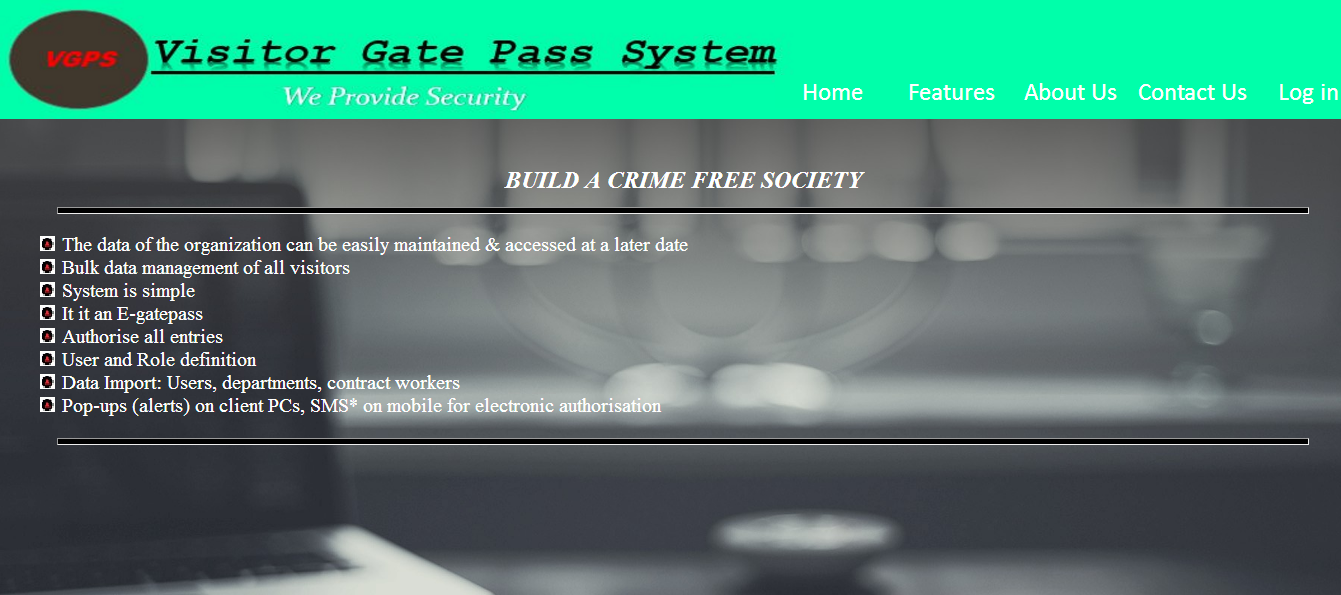 VGPS
Visitor Gate Pass System
We Provide Security
Home Features About Us Contact Us Log in
BUILD A CRIME FREE SOCIETY
The data of the organization can be easily maintained & accessed at a later date
Bulk data management of all visitors
System is simple
It it an E-gatepass
Authorise all entries
User and Role definition
Data Import: Users, departments, contract workers
Pop-ups (alerts) on client PCs, SMS* on mobile for electronic authorisation